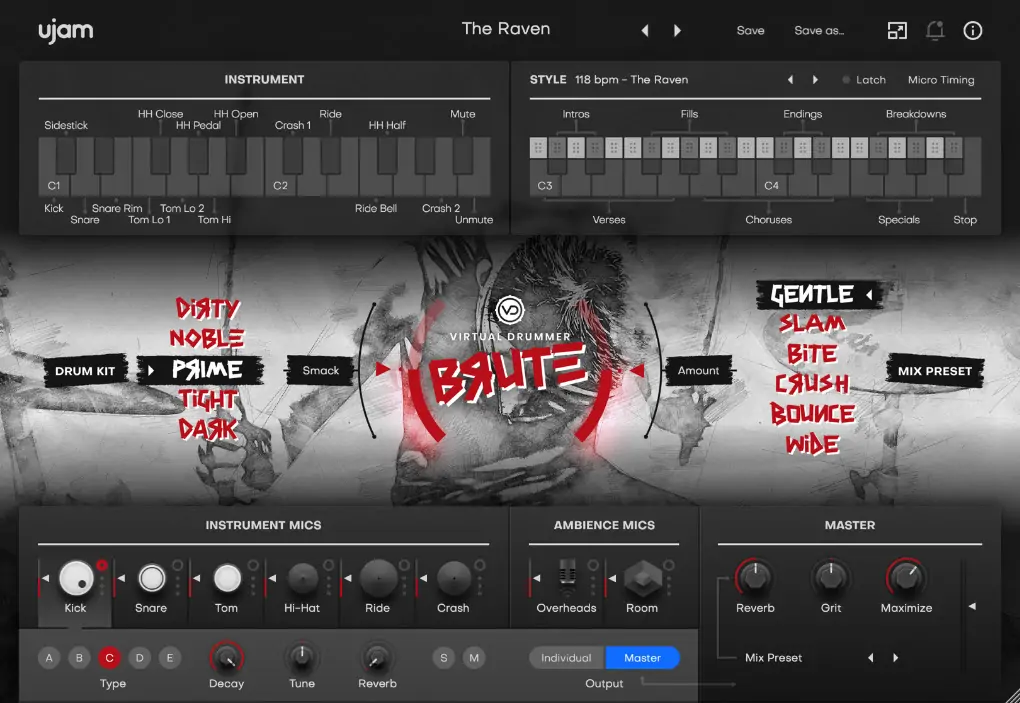 ujam
The Raven
Save
Save as...
INSTRUMENT
Sidestick
HH Close
HH Pedal
HH Open
Crash 1
Ride
HH Half
Mute
C1
C2
Kick
Snare
Snare Rim
Tom Lo 1
Tom Lo 2
Tom Hi
Ride Bell
Crash 2
Unmute
STYLE 118 bpm - The Raven
Latch
Micro Timing
Intros
Fills
Endings
Breakdowns
C3
C4
Verses
Choruses
Specials
Stop
DRUM KIT
DIRTY
NOBLE
PRIME
TIGHT
DARK
Smack
VD
VIRTUAL DRUMMER
BRUTE
Amount
GENTLE
SLAM
BITE
CRUSH
BOUNCE
WIDE
MIX PRESET
INSTRUMENT MICS
Kick
Snare
Tom
Hi-Hat
Ride
Crash
A
B
C
D
E
Type
Decay
Tune
Reverb
S
M
AMBIENCE MICS
Overheads
Room
Individual
Master
Output
MASTER
Reverb
Grit
Maximize
Mix Preset